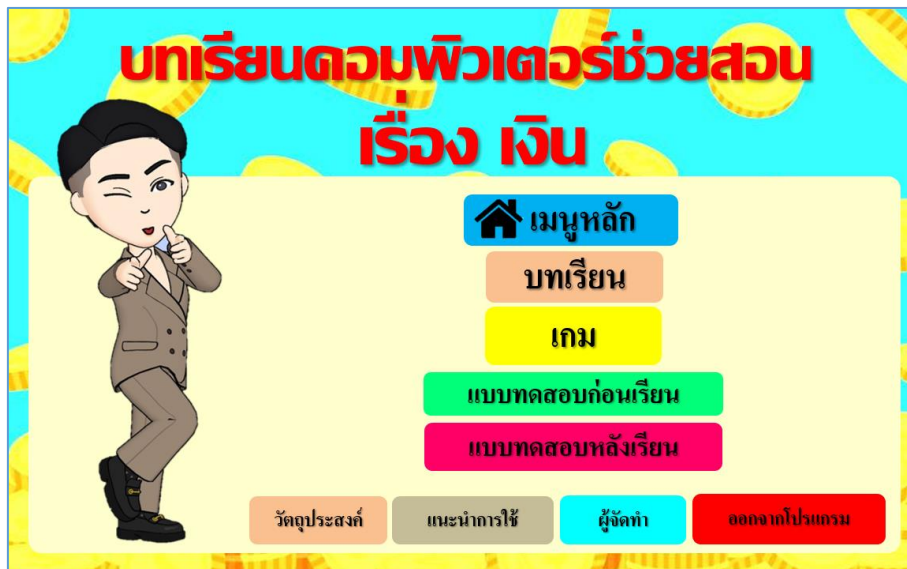 บทเรียนคอมพิวเตอร์ช่วยสอน
เรื่อง เงิน
เมนูหลัก
บทเรียน
เกม
แบบทดสอบก่อนเรียน
แบบทดสอบหลังเรียน
วัตถุประสงค์ แนะนำการใช้ ผู้จัดทำ ออกจากโปรแกรม